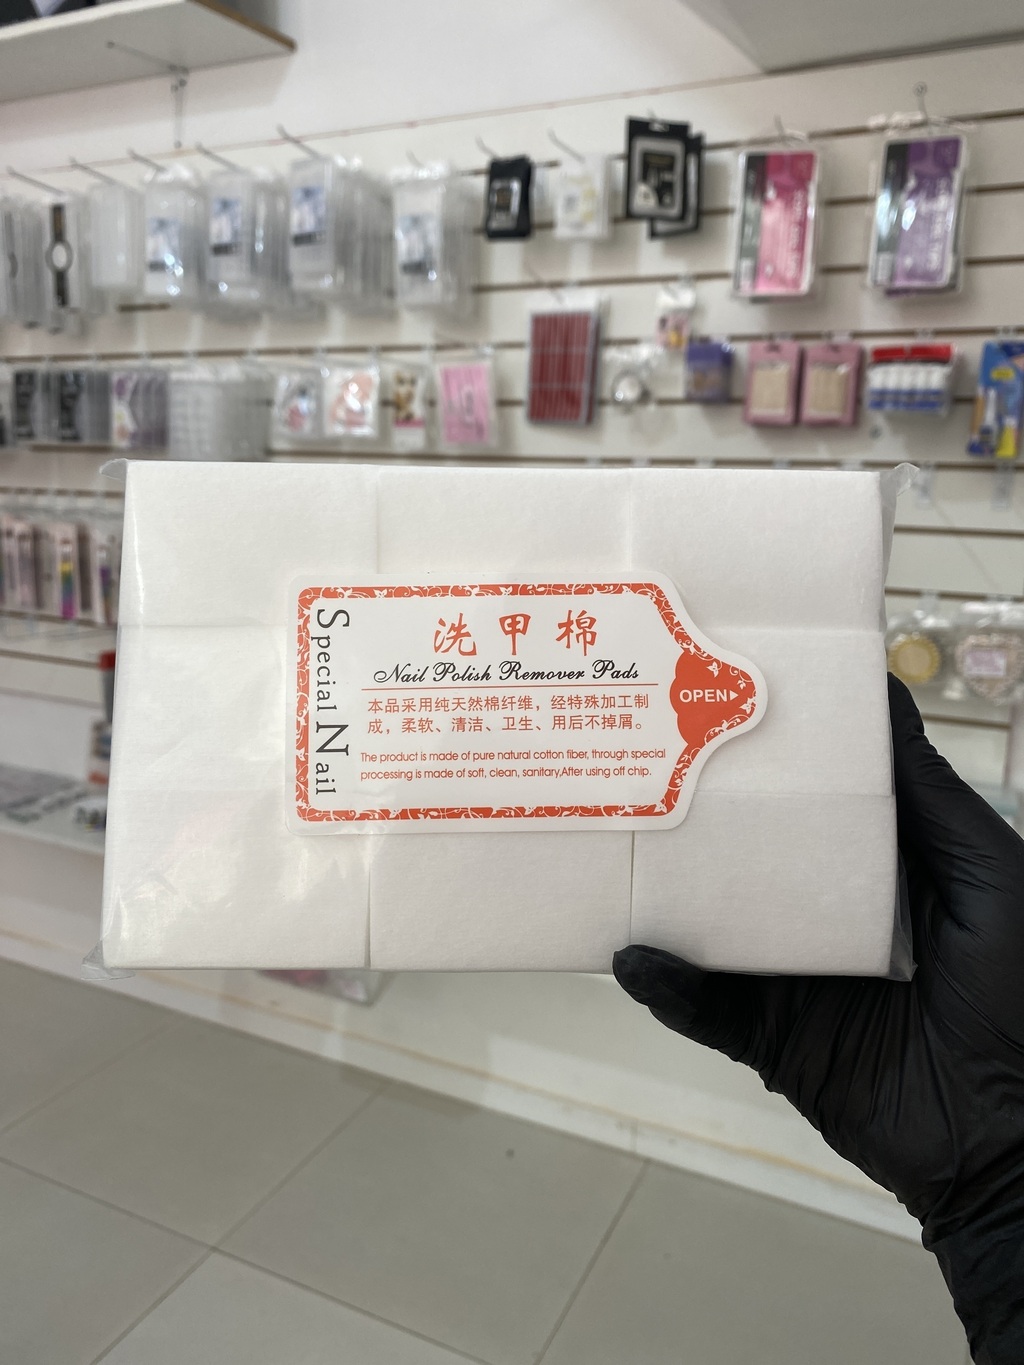 洗甲棉
Nail Polish Remover Pads
Special Nail
本品采用纯天然棉纤维，经特殊加工制
成，柔软、清洁、卫生、用后不掉屑。
The product is made of pure natural cotton fiber, through special
processing is made of soft, clean, sanitary,After using off chip.
OPEN